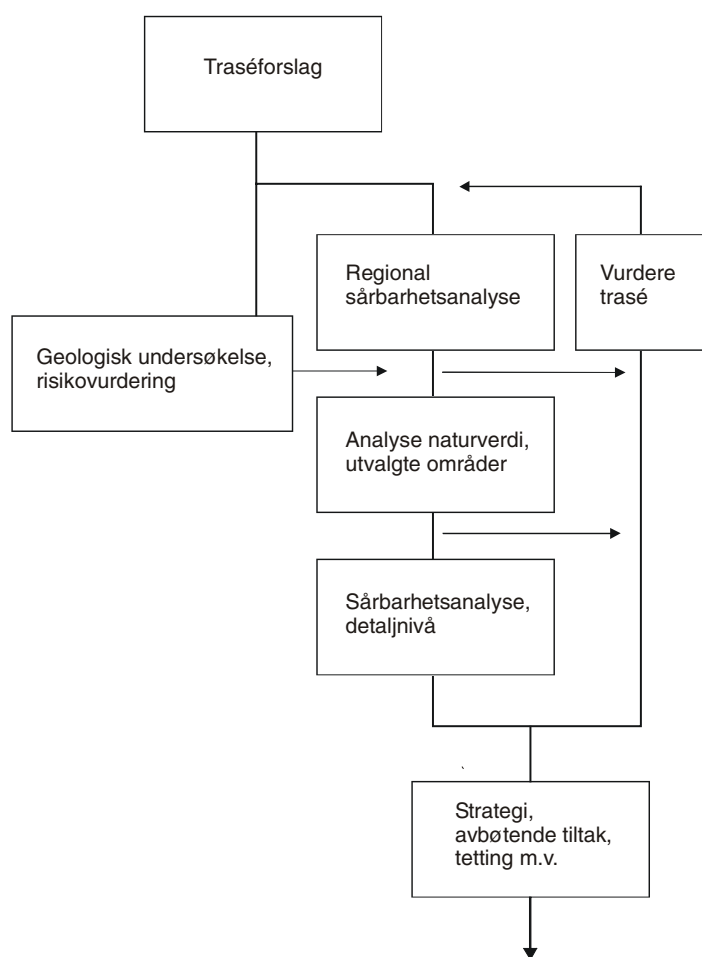 Traséforslag
Regional
sårbarhetsanalyse
Vurdere
trasé
Geologisk undersøkelse,
risikovurdering
Analyse naturverdi,
utvalgte områder
Sårbarhetsanalyse,
detaljnivå
Strategi,
avbøtende tiltak,
tetting m.v.